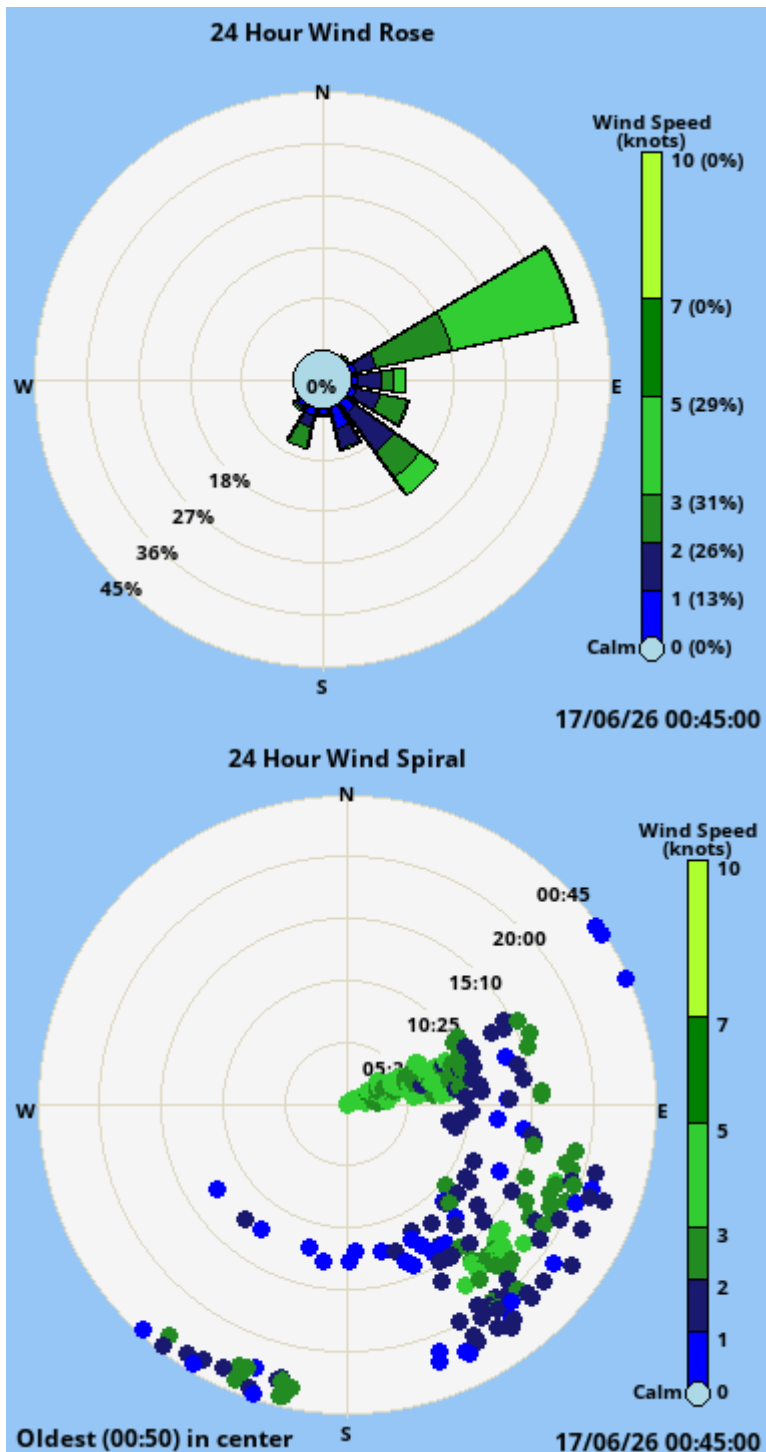 24 Hour Wind Rose
N
Wind Speed
(knots)
10 (0%)
7 (0%)
W
0%
E
5 (29%)
18%
3 (31%)
27%
2 (26%)
36%
1 (13%)
45%
Calm
0 (0%)
S
17/06/26 00:45:00
24 Hour Wind Spiral
N
Wind Speed
(knots)
10
00:45
20:00
15:10
10:25
7
W
E
5
3
2
1
Calm
0
S
Oldest (00:50) in center
17/06/26 00:45:00